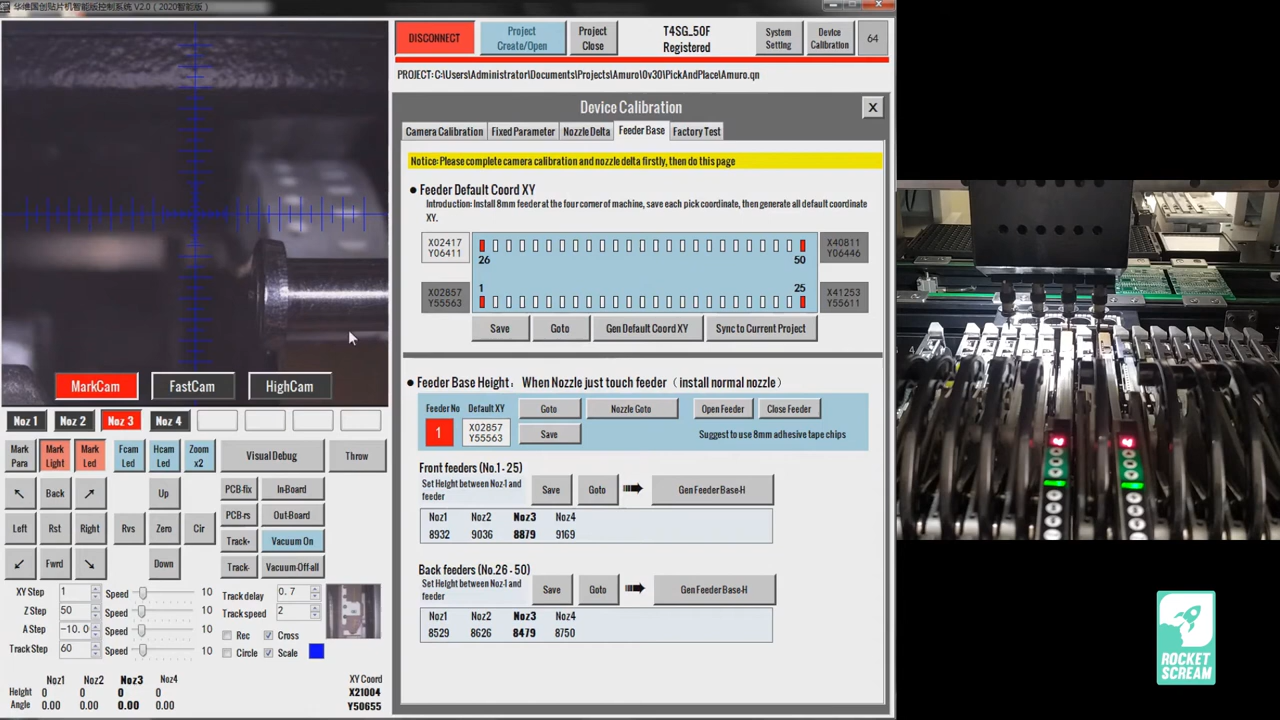 华维国创贴片机智能版控制系统 V2.0（2020智能版）
DISCONNECT
Project Create/Open
Project Close
T4SG_50F
Registered
System Setting
Device Calibration
64
PROJECT: C:\Users\Administrator\Documents\Projects\Amuro\0v30\PickAndPlace\Amuro.qn
Device Calibration
X
Camera Calibration
Fixed Parameter
Nozzle Delta
Feeder Base
Factory Test
Notice: Please complete camera calibration and nozzle delta firstly, then do this page
● Feeder Default Coord XY
Introduction: Install 8mm feeder at the four corner of machine, save each pick coordinate, then generate all default coordinate
XY.
X02417
Y06411
26
50
X40811
Y06446
X02857
Y55563
1
25
X41253
Y55611
Save
Goto
Gen Default Coord XY
Sync to Current Project
● Feeder Base Height： When Nozzle just touch feeder（install normal nozzle）
Feeder No
1
Default XY
X02857
Y55563
Goto
Nozzle Goto
Open Feeder
Close Feeder
Save
Suggest to use 8mm adhesive tape chips
Front feeders (No.1 - 25)
Set Height between Noz-1 and
feeder
Save
Goto
Gen Feeder Base-H
Noz1 Noz2 Noz3 Noz4
8932 9036 8879 9169
Back feeders (No.26 - 50)
Set Height between Noz-1 and
feeder
Save
Goto
Gen Feeder Base-H
Noz1 Noz2 Noz3 Noz4
8529 8626 8479 8750
MarkCam
FastCam
HighCam
Noz 1
Noz 2
Noz 3
Noz 4
Mark Para
Mark Light
Mark Led
Fcam Led
Hcam Led
Zoom x2
Visual Debug
Throw
↖
Back
↗
Up
PCB-fix
In-Board
Left
Rst
Right
Rvs
Zero
Cir
PCB-rs
Out-Board
Track+
Vacuum On
↙
Fwrd
↘
Down
Track-
Vacuum-Off-all
XY Step 1 Speed 10
Z Step 50 Speed 10
A Step -10.0 Speed 10
Track Step 60 Speed 10
Track delay 0.7
Track speed 2
Rec
Cross
Circle
Scale
Noz1 Noz2 Noz3 Noz4
Height 0 0 0 0
Angle 0.00 0.00 0.00 0.00
XY Coord
X21004
Y50655
ROCKET
SCREAM